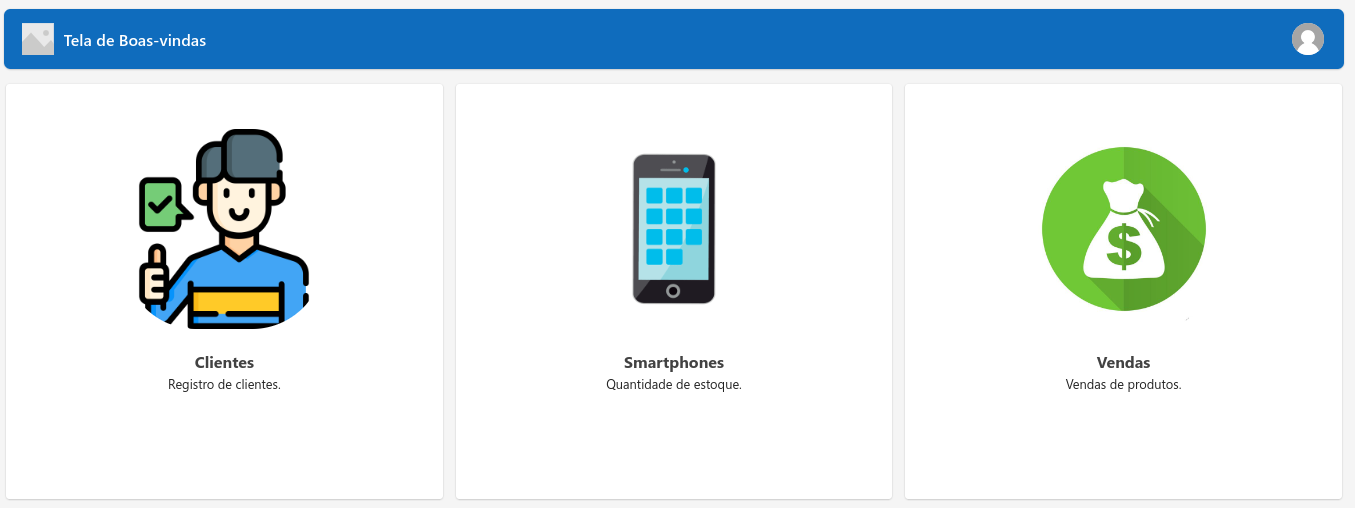 Tela de Boas-vindas
Clientes
Registro de clientes.
Smartphones
Quantidade de estoque.
$
Vendas
Vendas de produtos.